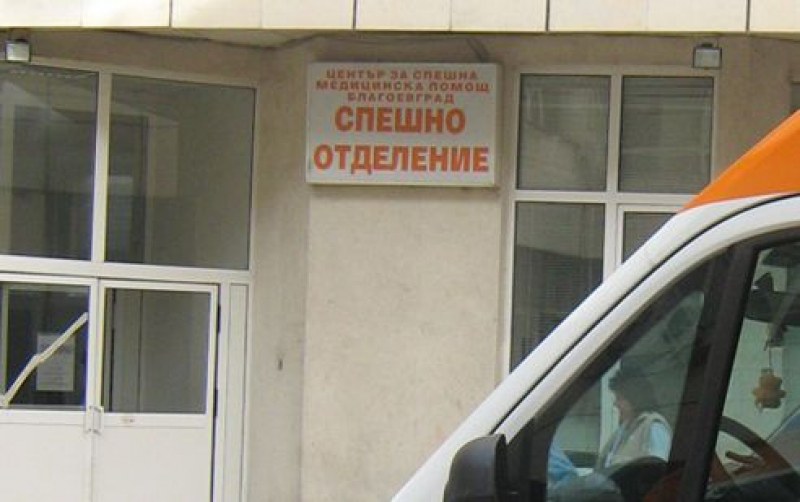 ЦЕНТЪР ЗА СПЕШНА
МЕДИЦИНСКА ПОМОЩ
БЛАГОЕВГРАД
СПЕШНО
ОТДЕЛЕНИЕ